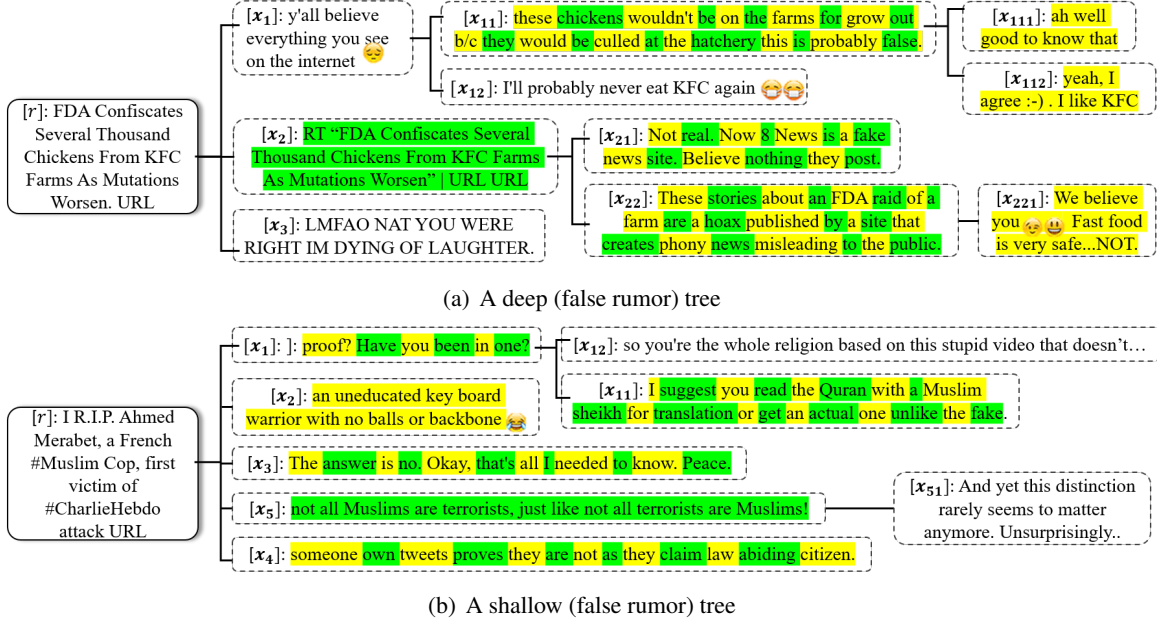 [r]: FDA Confiscates
Several Thousand
Chickens From KFC
Farms As Mutations
Worsen. URL
[x₁]: y'all believe
everything you see
on the internet 😔
[x₁₁]: these chickens wouldn't be on the farms for grow out
b/c they would be culled at the hatchery this is probably false.
[x₁₁₁]: ah well
good to know that
[x₁₁₂]: yeah, I
agree :-) . I like KFC
[x₁₂]: I'll probably never eat KFC again 😂😂
[x₂]: RT “FDA Confiscates Several
Thousand Chickens From KFC Farms
As Mutations Worsen” | URL URL
[x₂₁]: Not real. Now 8 News is a fake
news site. Believe nothing they post.
[x₂₂]: These stories about an FDA raid of a
farm are a hoax published by a site that
creates phony news misleading to the public.
[x₂₂₁]: We believe
you 😉😃 Fast food
is very safe...NOT.
[x₃]: LMFAO NAT YOU WERE
RIGHT IM DYING OF LAUGHTER.
(a) A deep (false rumor) tree
[r]: I R.I.P. Ahmed
Merabet, a French
#Muslim Cop, first
victim of
#CharlieHebdo
attack URL
[x₁]: ]: proof? Have you been in one?
[x₁₂]: so you're the whole religion based on this stupid video that doesn't…
[x₁₁]: I suggest you read the Quran with a Muslim
sheikh for translation or get an actual one unlike the fake.
[x₂]: an uneducated key board
warrior with no balls or backbone 😂
[x₃]: The answer is no. Okay, that's all I needed to know. Peace.
[x₅]: not all Muslims are terrorists, just like not all terrorists are Muslims!
[x₅₁]: And yet this distinction
rarely seems to matter
anymore. Unsurprisingly..
[x₄]: someone own tweets proves they are not as they claim law abiding citizen.
(b) A shallow (false rumor) tree